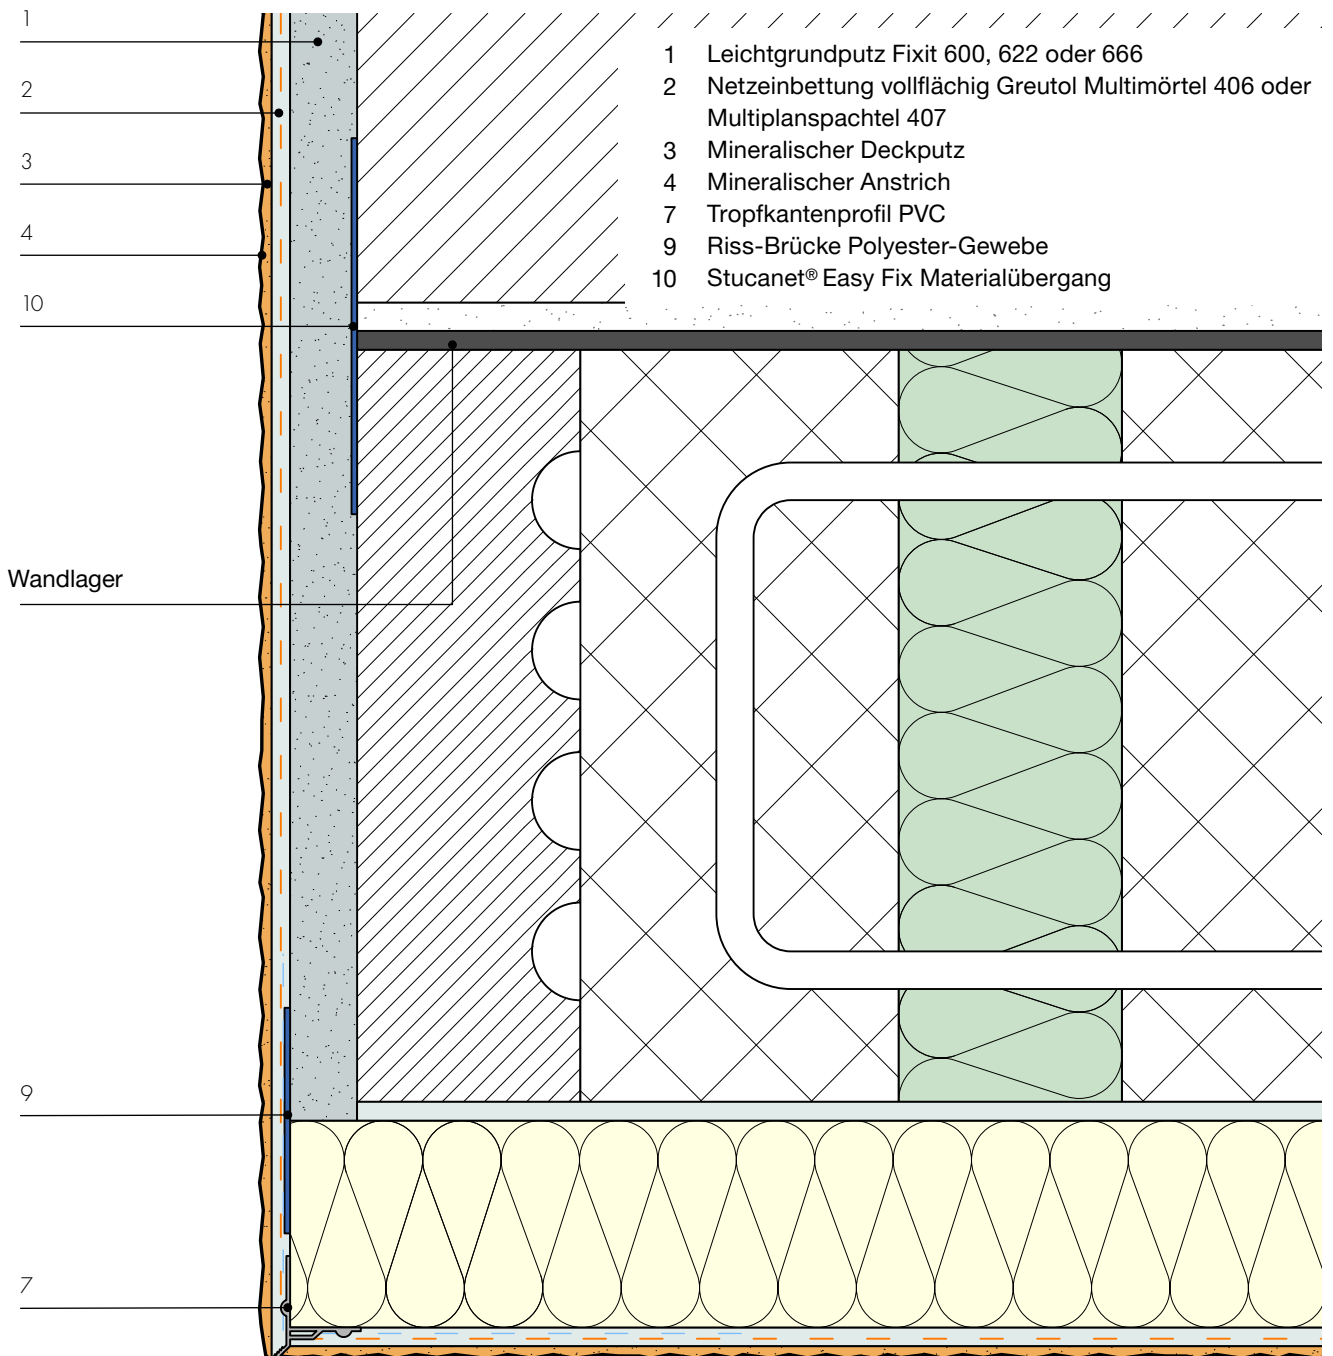 1
2
3
4
10
Wandlager
9
7
1 Leichtgrundputz Fixit 600, 622 oder 666
2 Netzeinbettung vollflächig Greutol Multimörtel 406 oder
Multiplanspachtel 407
3 Mineralischer Deckputz
4 Mineralischer Anstrich
7 Tropfkantenprofil PVC
9 Riss-Brücke Polyester-Gewebe
10 Stucanet® Easy Fix Materialübergang